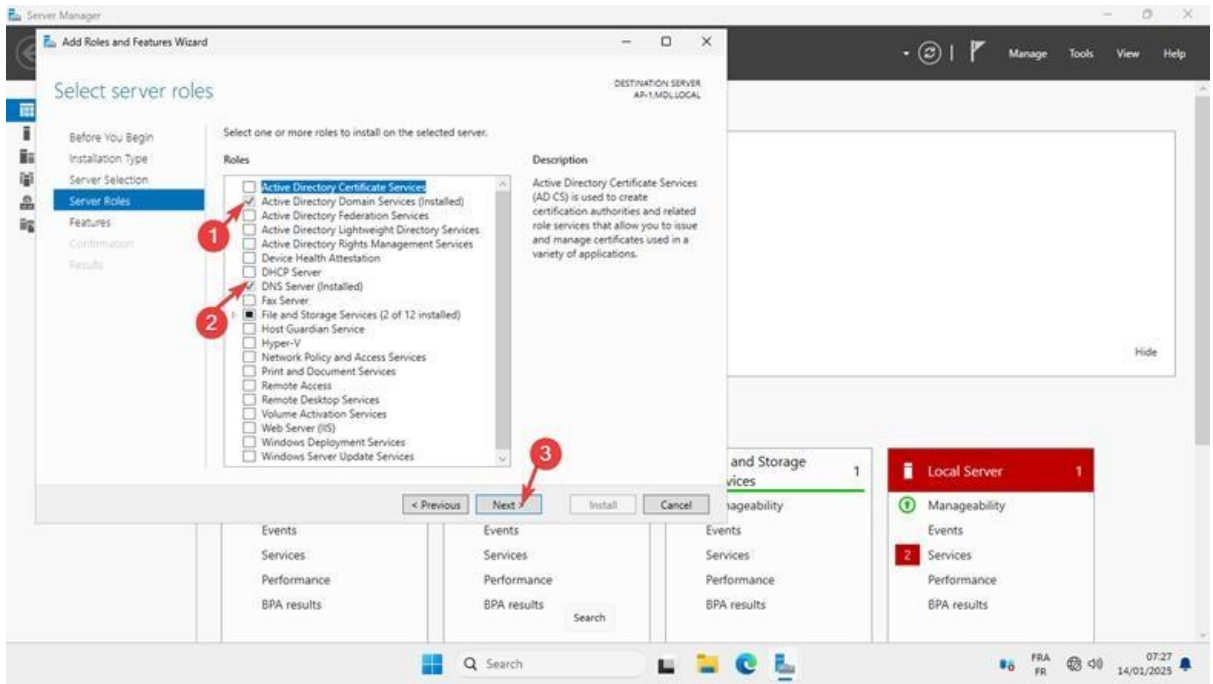 Server Manager
Add Roles and Features Wizard
Manage Tools View Help
Select server roles
DESTINATION SERVER
AP-1.MDL.LOCAL
Before You Begin
Installation Type
Server Selection
Server Roles
Features
Confirmation
Results
Select one or more roles to install on the selected server.
Roles
Active Directory Certificate Services
Active Directory Domain Services (Installed)
Active Directory Federation Services
Active Directory Lightweight Directory Services
Active Directory Rights Management Services
Device Health Attestation
DHCP Server
DNS Server (Installed)
Fax Server
File and Storage Services (2 of 12 installed)
Host Guardian Service
Hyper-V
Network Policy and Access Services
Print and Document Services
Remote Access
Remote Desktop Services
Volume Activation Services
Web Server (IIS)
Windows Deployment Services
Windows Server Update Services
Description
Active Directory Certificate Services
(AD CS) is used to create
certification authorities and related
role services that allow you to issue
and manage certificates used in a
variety of applications.
1
2
3
< Previous
Next >
Install
Cancel
Hide
Events
Services
Performance
BPA results
Events
Services
Performance
BPA results
Search
and Storage
vices
1
nageability
Events
Services
Performance
BPA results
Local Server 1
Manageability
Events
2 Services
Performance
BPA results
Search
FRA
FR
07:27
14/01/2025